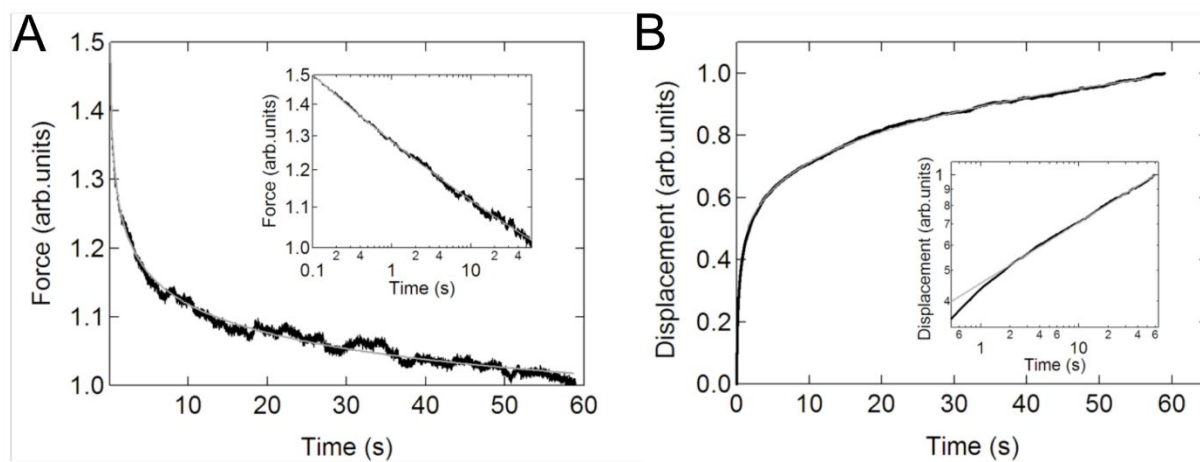 A
Force (arb.units)
1.5
1.4
1.3
1.2
1.1
1.0
10 20 30 40 50 60
Time (s)
Force (arb.units)
1.5
1.4
1.3
1.2
1.1
1.0
0.1 2 4 1 2 4 10 2 4
Time (s)
B
Displacement (arb.units)
1.0
0.8
0.6
0.4
0.2
0.0
0 10 20 30 40 50 60
Time (s)
Displacement (arb.units)
1
9
8
7
6
5
4
6 1 2 4 6 10 2 4 6
Time (s)